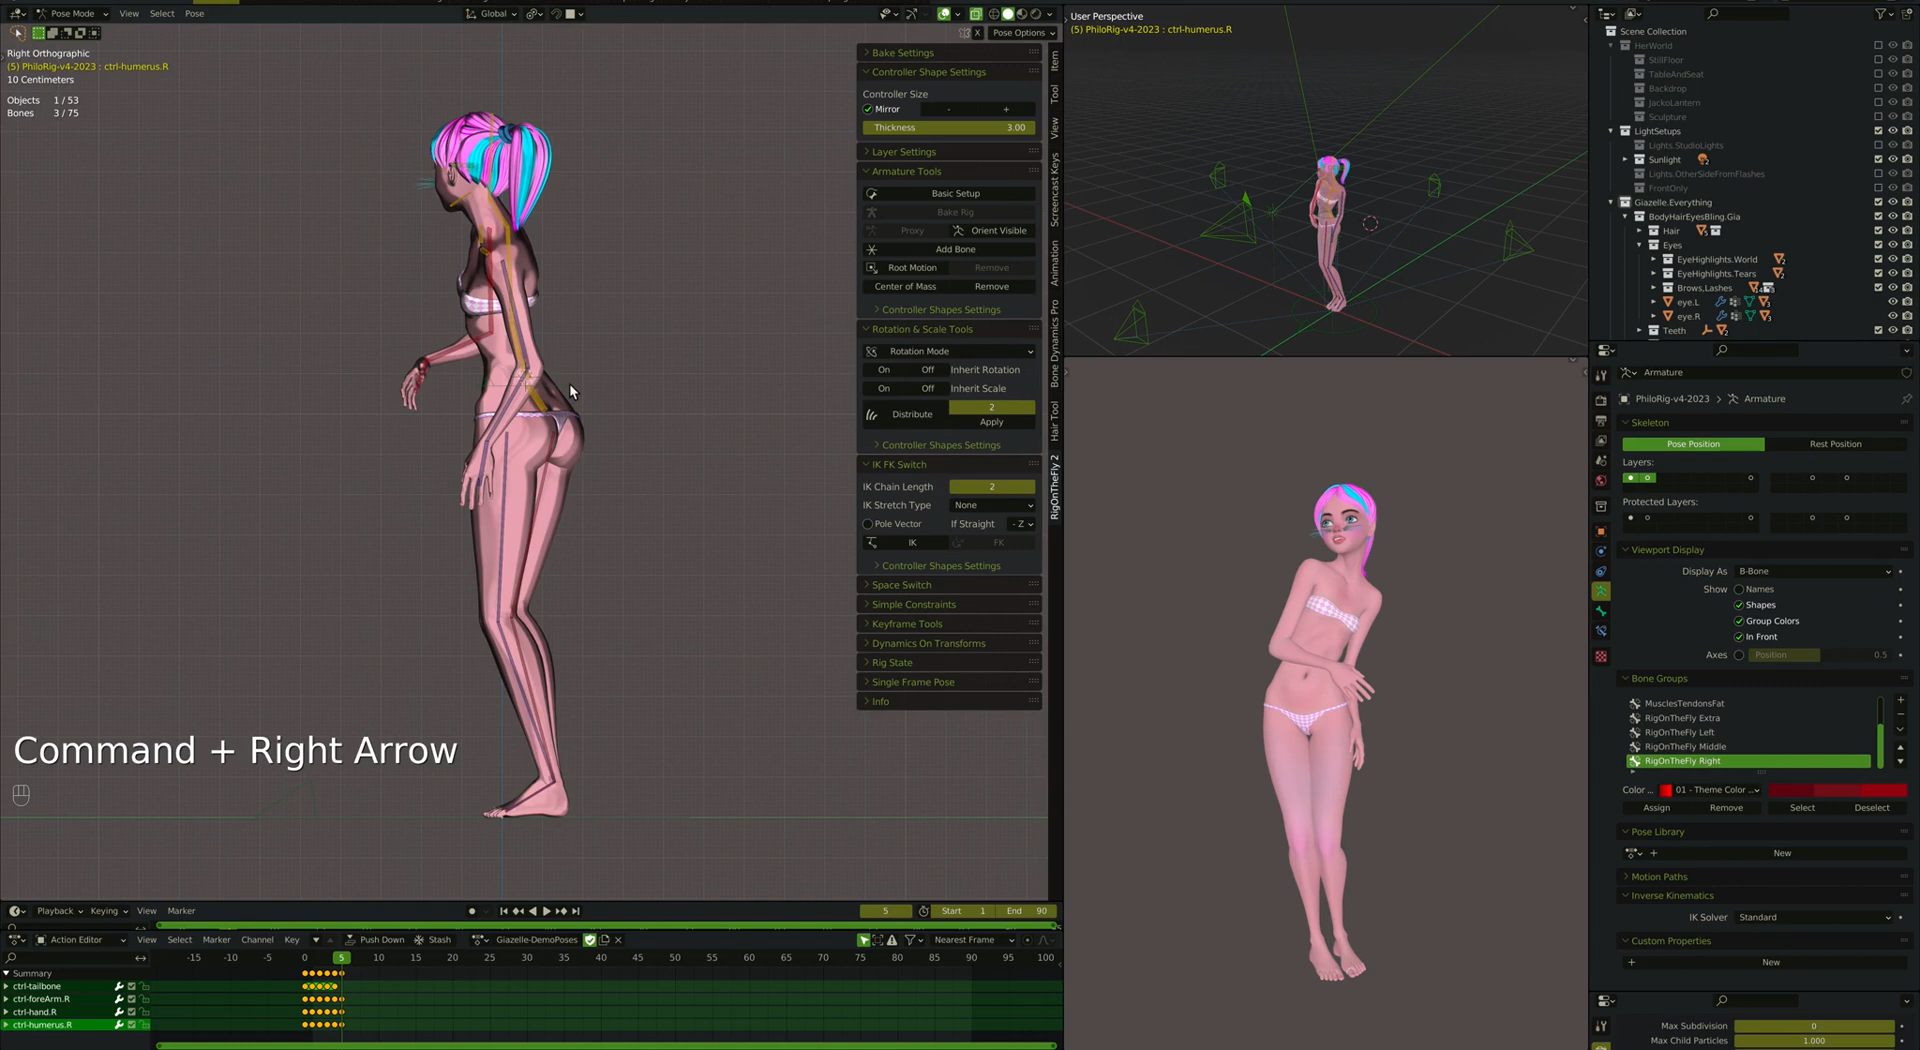 Pose Mode View Select Pose Global
Pose Options
X
Right Orthographic
(5) PhiloRig-v4-2023 : ctrl-humerus.R
10 Centimeters
Objects 1 / 53
Bones 3 / 75
Bake Settings
Controller Shape Settings
Controller Size
Mirror - +
Thickness 3.00
Layer Settings
Armature Tools
Basic Setup
Bake Rig
Proxy Orient Visible
Add Bone
Root Motion Remove
Center of Mass Remove
Controller Shapes Settings
Rotation & Scale Tools
Rotation Mode
On Off Inherit Rotation
On Off Inherit Scale
Distribute 2
Apply
Controller Shapes Settings
IK FK Switch
IK Chain Length 2
IK Stretch Type None
Pole Vector If Straight - Z
IK FK
Controller Shapes Settings
Space Switch
Simple Constraints
Keyframe Tools
Dynamics On Transforms
Rig State
Single Frame Pose
Info
Item
Tool
View
Screencast Keys
Animation
Bone Dynamics Pro
Hair Tool
RigOnTheFly 2
Command + Right Arrow
User Perspective
(5) PhiloRig-v4-2023 : ctrl-humerus.R
Playback Keying View Marker
5 Start 1 End 90
Action Editor View Select Marker Channel Key Push Down Stash Giazelle-DemoPoses Nearest Frame
-15 -10 -5 0 5 10 15 20 25 30 35 40 45 50 55 60 65 70 75 80 85 90 95 100
Summary
ctrl-tailbone
ctrl-foreArm.R
ctrl-hand.R
ctrl-humerus.R
Scene Collection
HerWorld
StillFloor
TableAndSeat
Backdrop
JackoLantern
Sculpture
LightSetups
Lights.StudioLights
Sunlight
Lights.OtherSideFromFlashes
FrontOnly
Giazelle.Everything
BodyHairEyesBling.Gia
Hair
Eyes
EyeHighlights.World
EyeHighlights.Tears
Brows,Lashes
eye.L
eye.R
Teeth
Armature
PhiloRig-v4-2023 > Armature
Skeleton
Pose Position Rest Position
Layers:
Protected Layers:
Viewport Display
Display As B-Bone
Show Names
Shapes
Group Colors
In Front
Axes Position 0.5
Bone Groups
MusclesTendonsFat
RigOnTheFly Extra
RigOnTheFly Left
RigOnTheFly Middle
RigOnTheFly Right
Color ... 01 - Theme Color ...
Assign Remove Select Deselect
Pose Library
+ New
Motion Paths
Inverse Kinematics
IK Solver Standard
Custom Properties
+ New
Max Subdivision 0
Max Child Particles 1.000